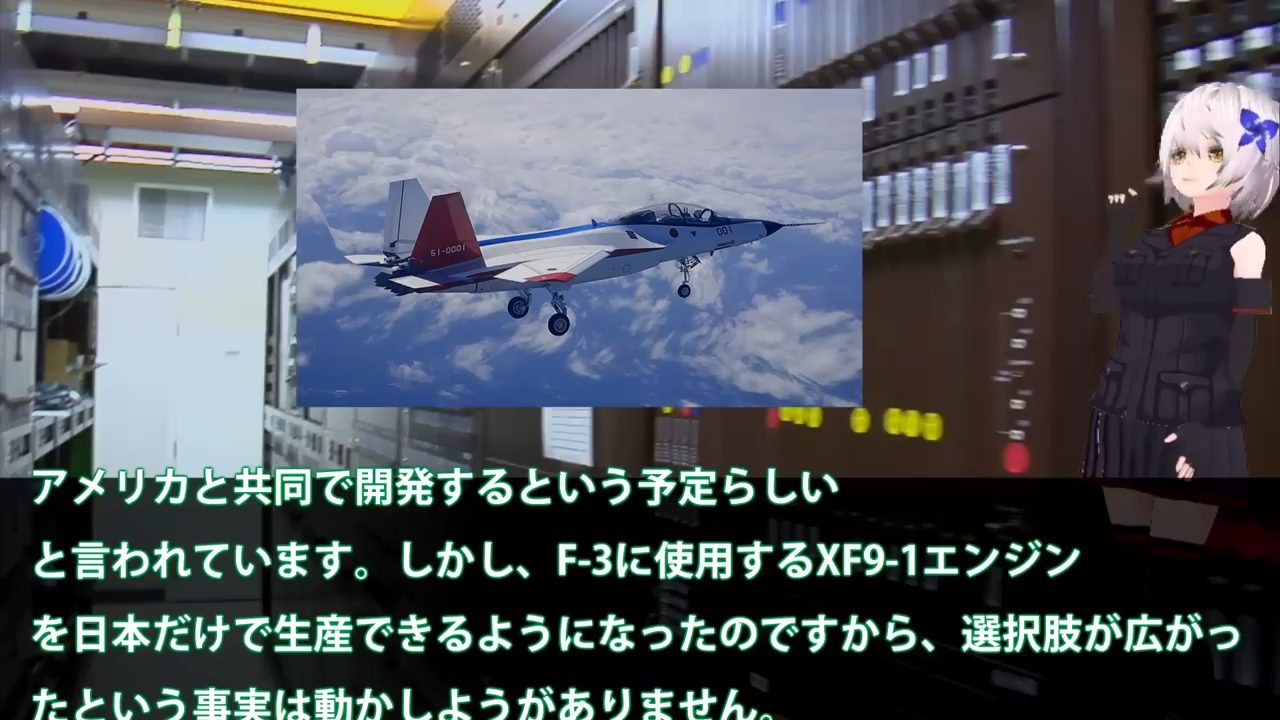 001
51-0001
アメリカと共同で開発するという予定らしい
と言われています。しかし、F-3に使用するXF9-1エンジン
を日本だけで生産できるようになったのですから、選択肢が広がっ
たという事実は動かしようがありません。